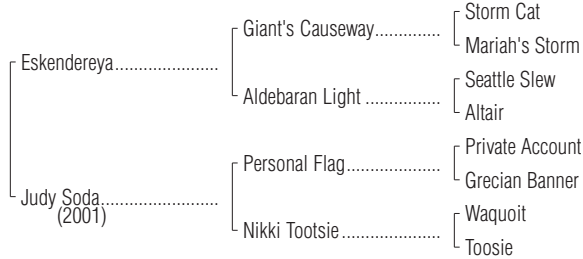 Storm Cat
Giant's Causeway..............
Mariah's Storm
Eskendereya......................
Seattle Slew
Aldebaran Light ................
Altair
Private Account
Personal Flag....................
Grecian Banner
Judy Soda.........................
(2001)
Waquoit
Nikki Tootsie.....................
Toosie